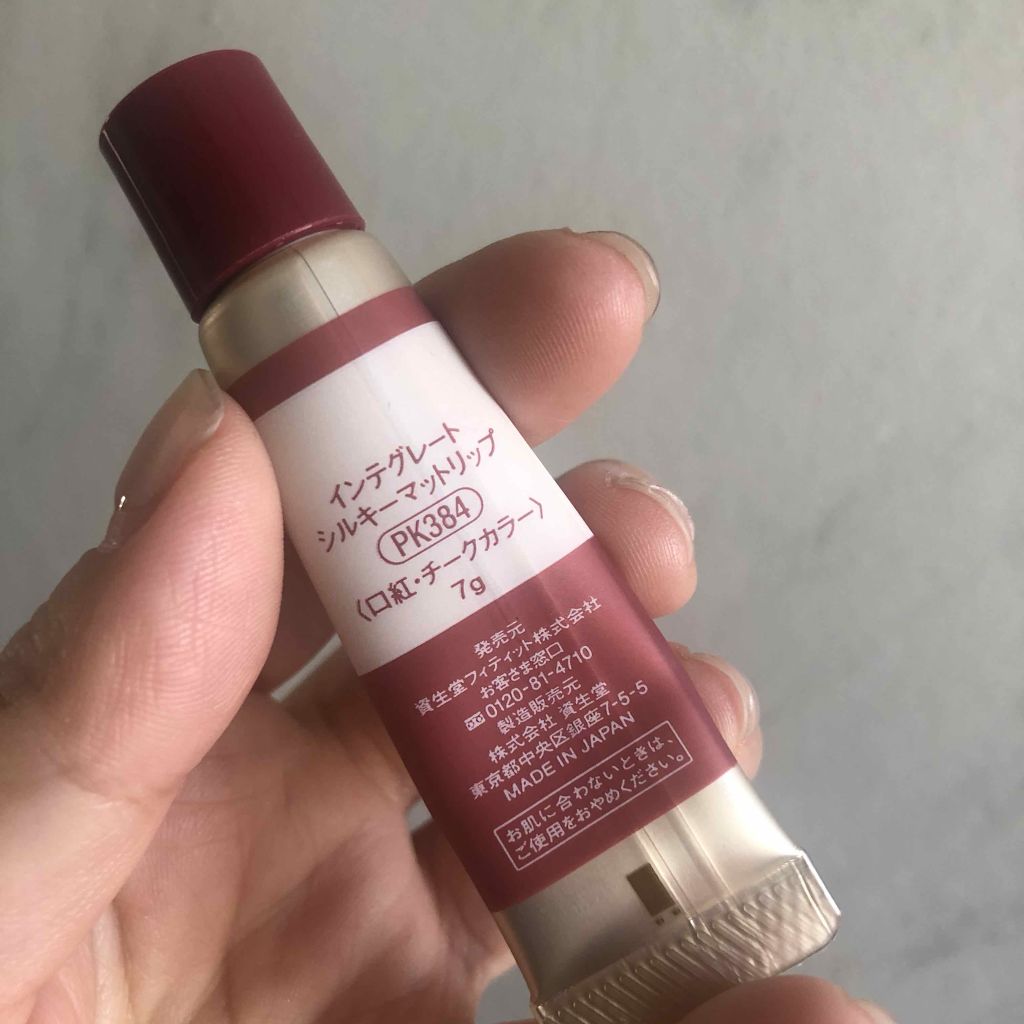 インテグレート
シルキーマットリップ
PK384
〈口紅・チークカラー〉
7g
発売元
資生堂フィティット株式会社
お客さま窓口
0120-81-4710
製造販売元
株式会社 資生堂
東京都中央区銀座7-5-5
MADE IN JAPAN
お肌に合わないときは、
ご使用をおやめください。